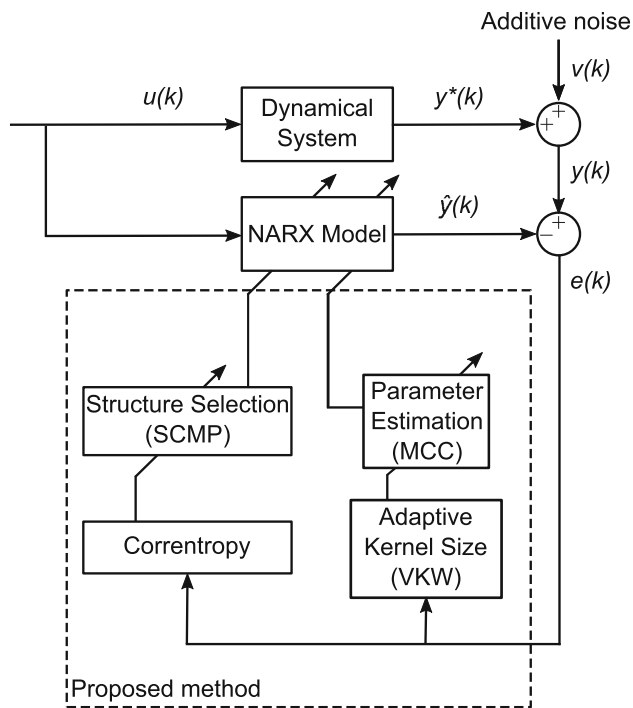 Additive noise
v(k)
u(k)
Dynamical
System
y*(k)
+
+
y(k)
NARX Model
ŷ(k)
+
−
e(k)
Structure Selection
(SCMP)
Parameter
Estimation
(MCC)
Correntropy
Adaptive
Kernel Size
(VKW)
Proposed method